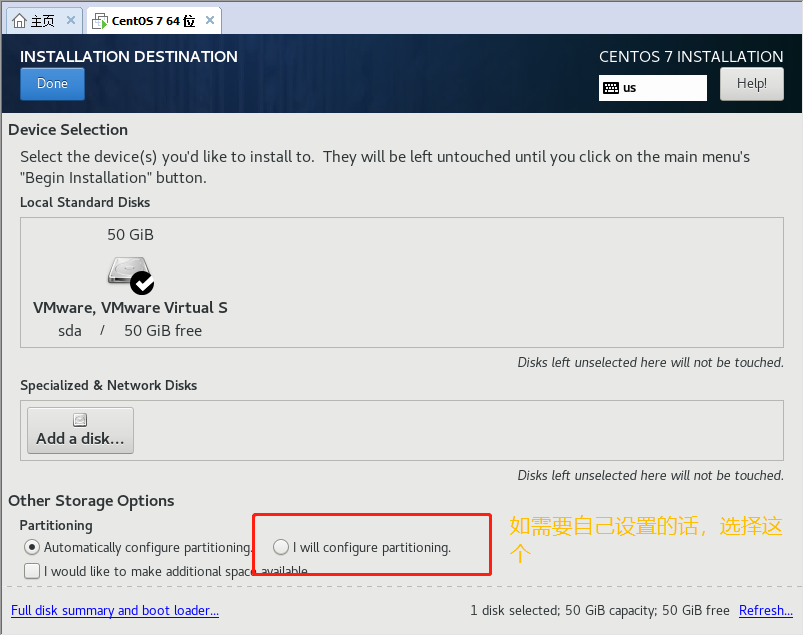 主页
CentOS 7 64 位
INSTALLATION DESTINATION
CENTOS 7 INSTALLATION
Done
us
Help!
Device Selection
Select the device(s) you'd like to install to.  They will be left untouched until you click on the main menu's
"Begin Installation" button.
Local Standard Disks
50 GiB
VMware, VMware Virtual S
sda / 50 GiB free
Disks left unselected here will not be touched.
Specialized & Network Disks
Add a disk...
Disks left unselected here will not be touched.
Other Storage Options
Partitioning
Automatically configure partitioning.
I will configure partitioning.
如需要自己设置的话，选择这
个
I would like to make additional space available.
Full disk summary and boot loader...
1 disk selected; 50 GiB capacity; 50 GiB free
Refresh...